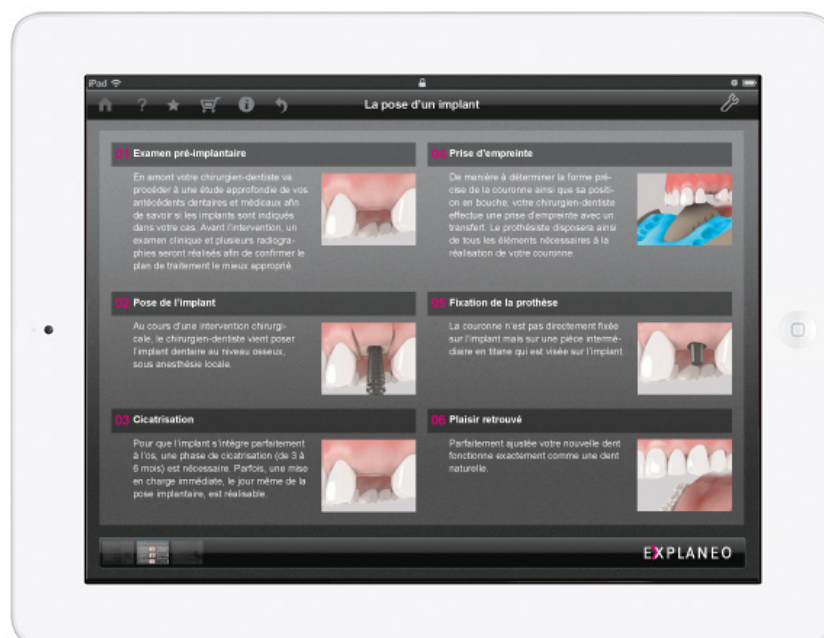 iPad
La pose d'un implant
01 Examen pré-implantaire
En amont votre chirurgien-dentiste va
procéder à une étude approfondie de vos
antécédents dentaires et médicaux afin
de savoir si les implants sont indiqués
dans votre cas. Avant l'intervention, un
examen clinique et plusieurs radiogra-
phies seront réalisés afin de confirmer le
plan de traitement le mieux approprié.
02 Pose de l'implant
Au cours d'une intervention chirurgi-
cale, le chirurgien-dentiste vient poser
l'implant dentaire au niveau osseux,
sous anesthésie locale.
03 Cicatrisation
Pour que l'implant s'intègre parfaitement
à l'os, une phase de cicatrisation (de 3 à
6 mois) est nécessaire. Parfois, une mise
en charge immédiate, le jour même de la
pose implantaire, est réalisable.
04 Prise d'empreinte
De manière à déterminer la forme pré-
cise de la couronne ainsi que sa positi-
on en bouche, votre chirurgien-dentiste
effectue une prise d'empreinte avec un
transfert. Le prothésiste disposera ainsi
de tous les éléments nécessaires à la
réalisation de votre couronne.
05 Fixation de la prothèse
La couronne n'est pas directement fixée
sur l'implant mais sur une pièce intermé-
diaire en titane qui est visée sur l'implant
06 Plaisir retrouvé
Parfaitement ajustée votre nouvelle dent
fonctionne exactement comme une dent
naturelle.
EXPLANEO